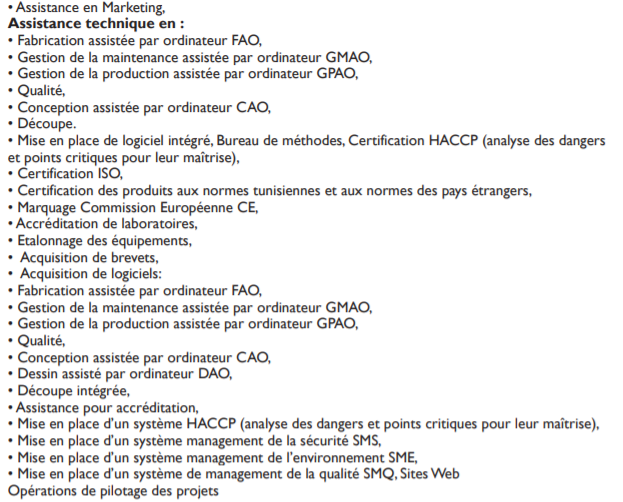 • Assistance en Marketing,
Assistance technique en :
• Fabrication assistée par ordinateur FAO,
• Gestion de la maintenance assistée par ordinateur GMAO,
• Gestion de la production assistée par ordinateur GPAO,
• Qualité,
• Conception assistée par ordinateur CAO,
• Découpe.
• Mise en place de logiciel intégré, Bureau de méthodes, Certification HACCP (analyse des dangers
et points critiques pour leur maîtrise),
• Certification ISO,
• Certification des produits aux normes tunisiennes et aux normes des pays étrangers,
• Marquage Commission Européenne CE,
• Accréditation de laboratoires,
• Etalonnage des équipements,
• Acquisition de brevets,
• Acquisition de logiciels:
• Fabrication assistée par ordinateur FAO,
• Gestion de la maintenance assistée par ordinateur GMAO,
• Gestion de la production assistée par ordinateur GPAO,
• Qualité,
• Conception assistée par ordinateur CAO,
• Dessin assisté par ordinateur DAO,
• Découpe intégrée,
• Assistance pour accréditation,
• Mise en place d'un système HACCP (analyse des dangers et points critiques pour leur maîtrise),
• Mise en place d'un système management de la sécurité SMS,
• Mise en place d'un système management de l'environnement SME,
• Mise en place d'un système de management de la qualité SMQ, Sites Web
Opérations de pilotage des projets